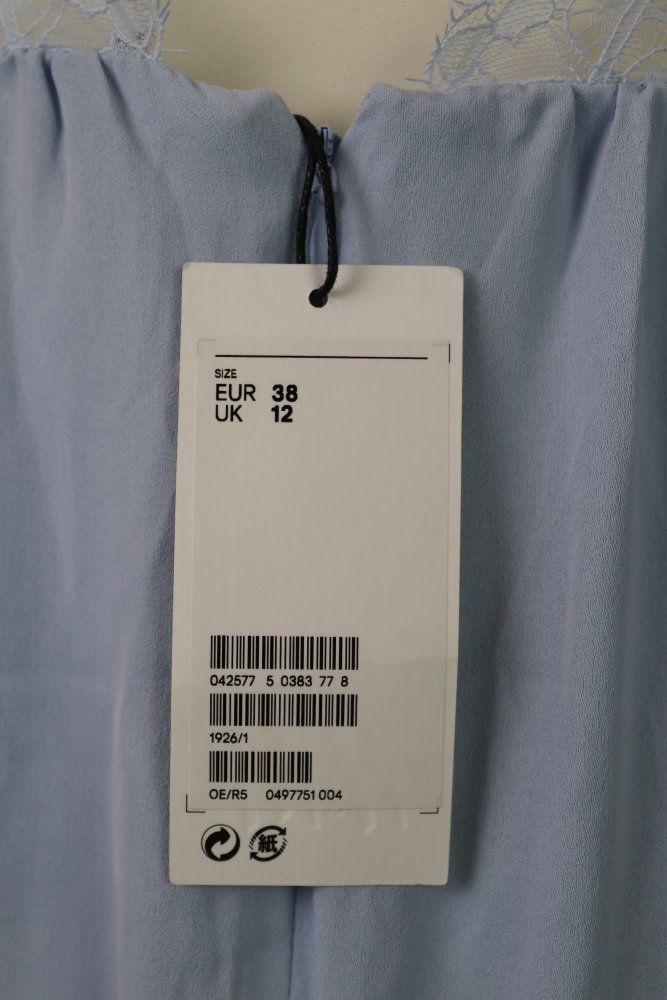 SIZE
EUR 38
UK 12
042577 5 0383 77 8
1926/1
OE/R5 0497751 004
紙